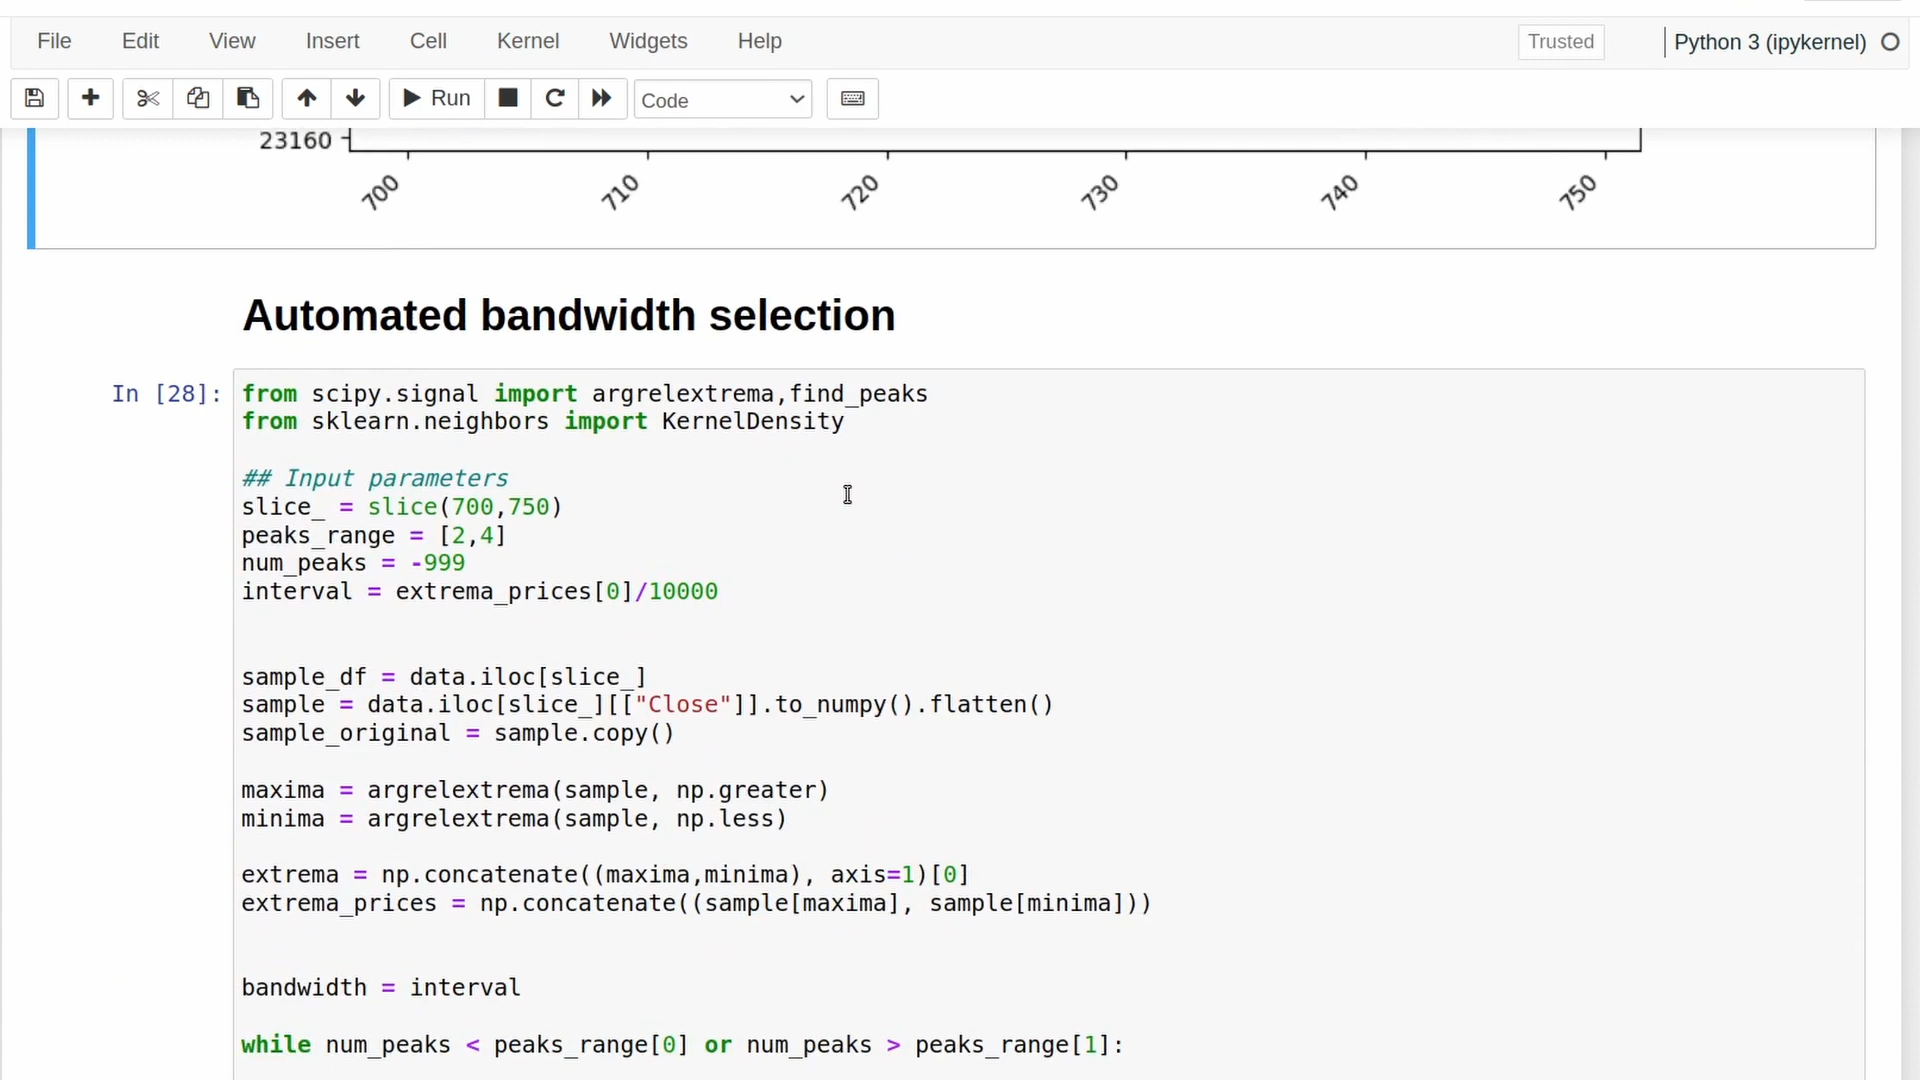 File Edit View Insert Cell Kernel Widgets Help Trusted Python 3 (ipykernel)
Run Code
23160
700 710 720 730 740 750
Automated bandwidth selection
In [28]:
from scipy.signal import argrelextrema,find_peaks
from sklearn.neighbors import KernelDensity
## Input parameters
slice_ = slice(700,750)
peaks_range = [2,4]
num_peaks = -999
interval = extrema_prices[0]/10000
sample_df = data.iloc[slice_]
sample = data.iloc[slice_][["Close"]].to_numpy().flatten()
sample_original = sample.copy()
maxima = argrelextrema(sample, np.greater)
minima = argrelextrema(sample, np.less)
extrema = np.concatenate((maxima,minima), axis=1)[0]
extrema_prices = np.concatenate((sample[maxima], sample[minima]))
bandwidth = interval
while num_peaks < peaks_range[0] or num_peaks > peaks_range[1]: